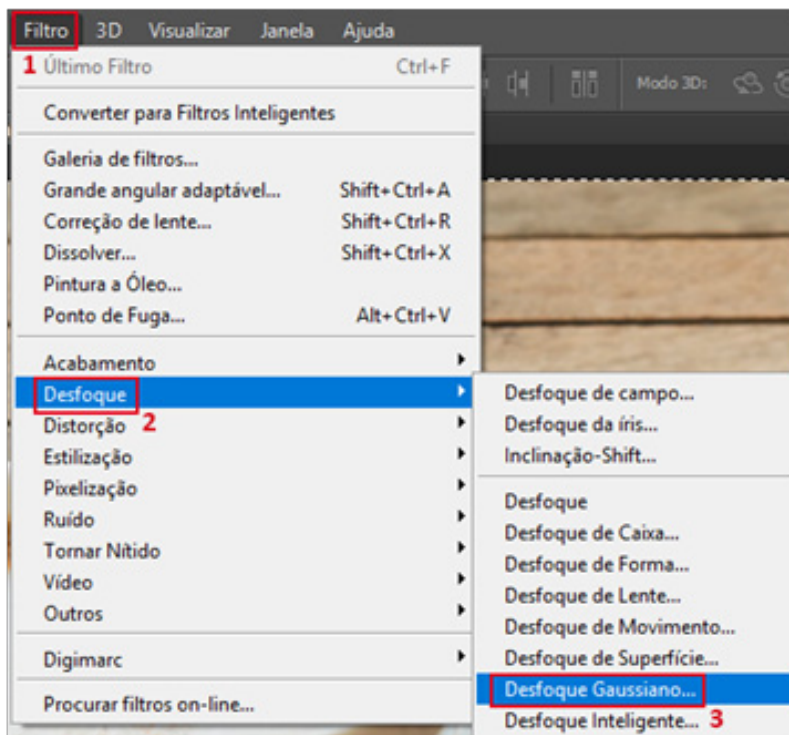 Filtro 3D Visualizar Janela Ajuda
1 Último Filtro Ctrl+F
Modo 3D:
Converter para Filtros Inteligentes
Galeria de filtros...
Grande angular adaptável... Shift+Ctrl+A
Correção de lente... Shift+Ctrl+R
Dissolver... Shift+Ctrl+X
Pintura a Óleo...
Ponto de Fuga... Alt+Ctrl+V
Acabamento
Desfoque
Distorção 2
Estilização
Pixelização
Ruído
Tornar Nítido
Vídeo
Outros
Digimarc
Procurar filtros on-line...
Desfoque de campo...
Desfoque da íris...
Inclinação-Shift...
Desfoque
Desfoque de Caixa...
Desfoque de Forma...
Desfoque de Lente...
Desfoque de Movimento...
Desfoque de Superfície...
Desfoque Gaussiano...
Desfoque Inteligente... 3